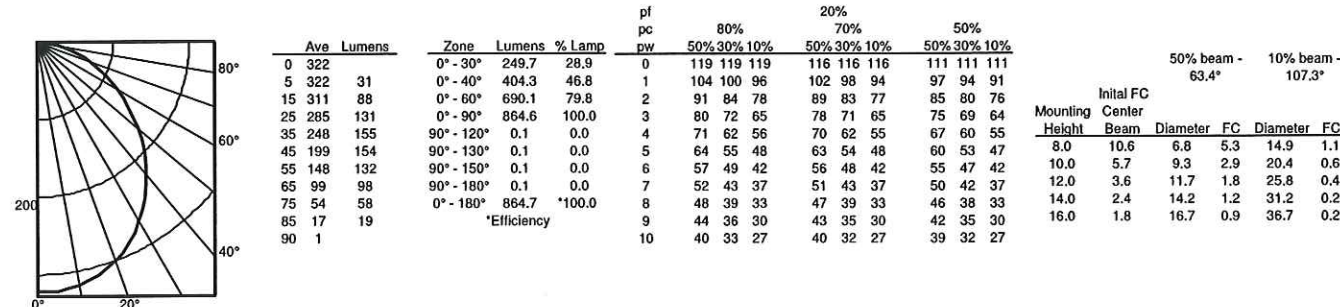 80°
60°
40°
20°
0°
200
Ave Lumens
0 322
5 322 31
15 311 88
25 285 131
35 248 155
45 199 154
55 148 132
65 99 98
75 54 58
85 17 19
90 1
Zone Lumens % Lamp
0° - 30° 249.7 28.9
0° - 40° 404.3 46.8
0° - 60° 690.1 79.8
0° - 90° 864.6 100.0
90° - 120° 0.1 0.0
90° - 130° 0.1 0.0
90° - 150° 0.1 0.0
90° - 180° 0.1 0.0
0° - 180° 864.7 *100.0
*Efficiency
pf 20%
pc 80% 70% 50%
pw 50% 30% 10% 50% 30% 10% 50% 30% 10%
0 119 119 119 116 116 116 111 111 111
1 104 100 96 102 98 94 97 94 91
2 91 84 78 89 83 77 85 80 76
3 80 72 65 78 71 65 75 69 64
4 71 62 56 70 62 55 67 60 55
5 64 55 48 63 54 48 60 53 47
6 57 49 42 56 48 42 55 47 42
7 52 43 37 51 43 37 50 42 37
8 48 39 33 47 39 33 46 38 33
9 44 36 30 43 35 30 42 35 30
10 40 33 27 40 32 27 39 32 27
50% beam - 10% beam -
63.4° 107.3°
Inital FC
Mounting Center
Height Beam Diameter FC Diameter FC
8.0 10.6 6.8 5.3 14.9 1.1
10.0 5.7 9.3 2.9 20.4 0.6
12.0 3.6 11.7 1.8 25.8 0.4
14.0 2.4 14.2 1.2 31.2 0.2
16.0 1.8 16.7 0.9 36.7 0.2